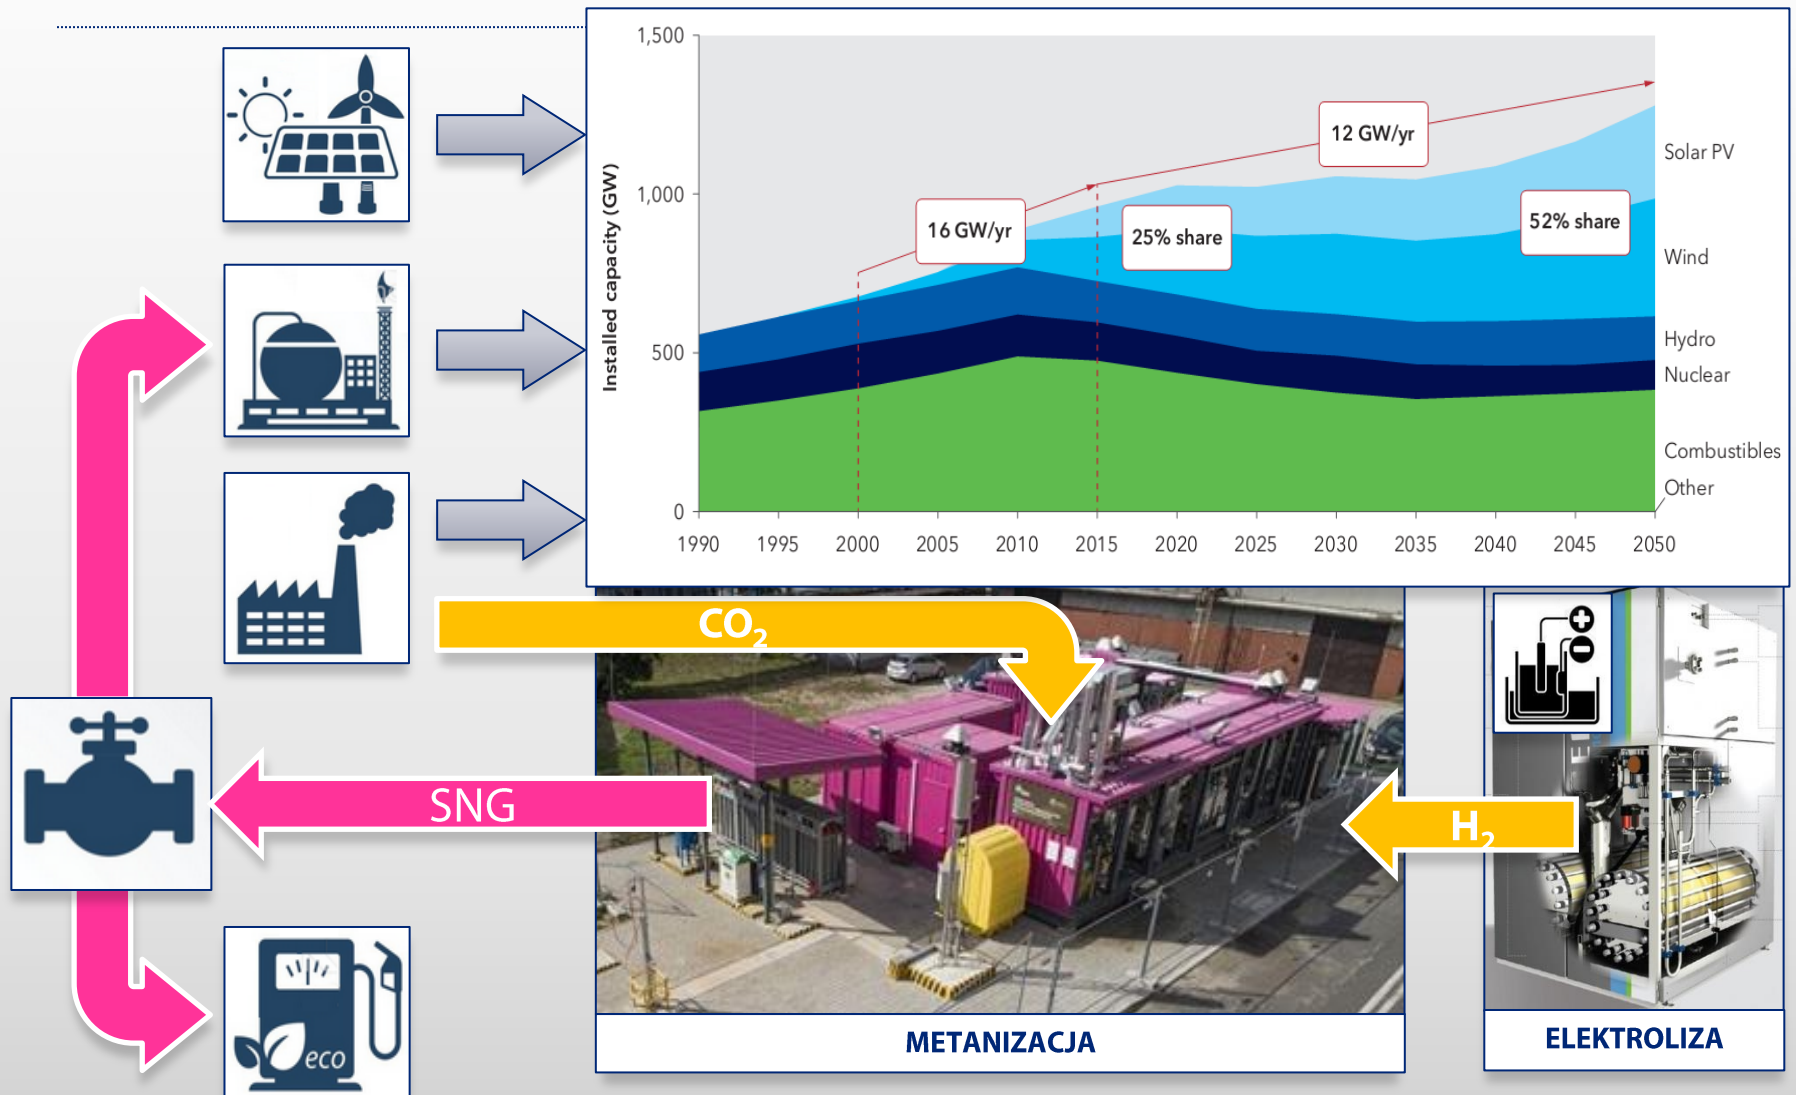 1,500
1,000
500
0
Installed capacity (GW)
16 GW/yr
12 GW/yr
25% share
52% share
Solar PV
Wind
Hydro
Nuclear
Combustibles
Other
1990 1995 2000 2005 2010 2015 2020 2025 2030 2035 2040 2045 2050
CO₂
SNG
H₂
eco
METANIZACJA
ELEKTROLIZA